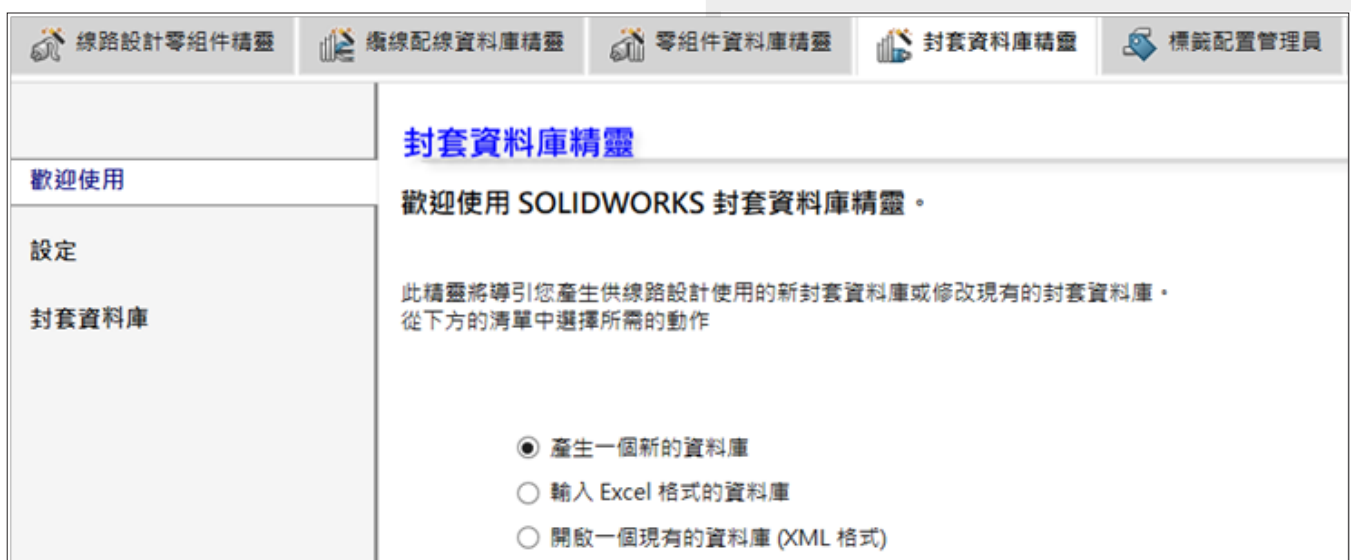 線路設計零組件精靈
纜線配線資料庫精靈
零組件資料庫精靈
封套資料庫精靈
標籤配置管理員
封套資料庫精靈
歡迎使用
歡迎使用 SOLIDWORKS 封套資料庫精靈。
設定
此精靈將導引您產生供線路設計使用的新封套資料庫或修改現有的封套資料庫。
封套資料庫
從下方的清單中選擇所需的動作
產生一個新的資料庫
輸入 Excel 格式的資料庫
開啟一個現有的資料庫 (XML 格式)